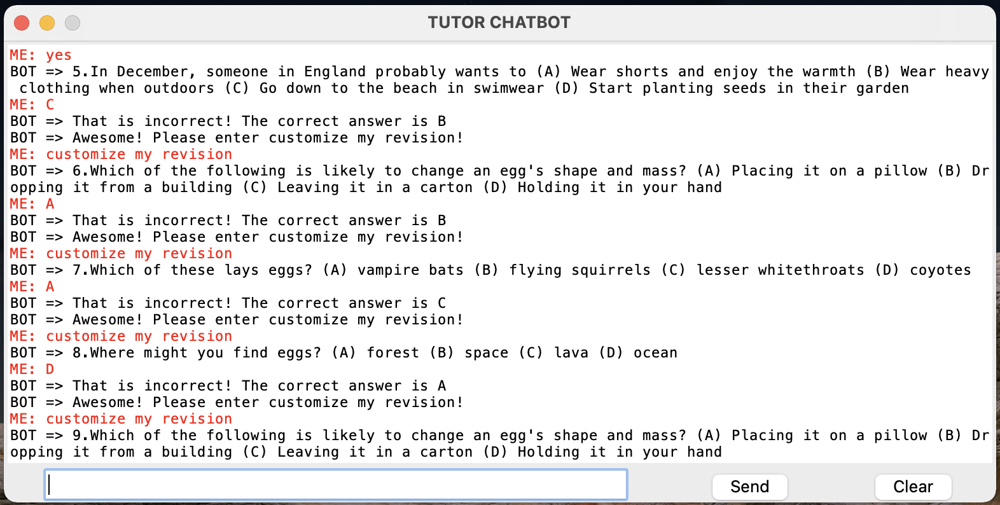 TUTOR CHATBOT
ME: yes
BOT => 5.In December, someone in England probably wants to (A) Wear shorts and enjoy the warmth (B) Wear heavy
clothing when outdoors (C) Go down to the beach in swimwear (D) Start planting seeds in their garden
ME: C
BOT => That is incorrect! The correct answer is B
BOT => Awesome! Please enter customize my revision!
ME: customize my revision
BOT => 6.Which of the following is likely to change an egg's shape and mass? (A) Placing it on a pillow (B) Dr
opping it from a building (C) Leaving it in a carton (D) Holding it in your hand
ME: A
BOT => That is incorrect! The correct answer is B
BOT => Awesome! Please enter customize my revision!
ME: customize my revision
BOT => 7.Which of these lays eggs? (A) vampire bats (B) flying squirrels (C) lesser whitethroats (D) coyotes
ME: A
BOT => That is incorrect! The correct answer is C
BOT => Awesome! Please enter customize my revision!
ME: customize my revision
BOT => 8.Where might you find eggs? (A) forest (B) space (C) lava (D) ocean
ME: D
BOT => That is incorrect! The correct answer is A
BOT => Awesome! Please enter customize my revision!
ME: customize my revision
BOT => 9.Which of the following is likely to change an egg's shape and mass? (A) Placing it on a pillow (B) Dr
opping it from a building (C) Leaving it in a carton (D) Holding it in your hand
Send Clear